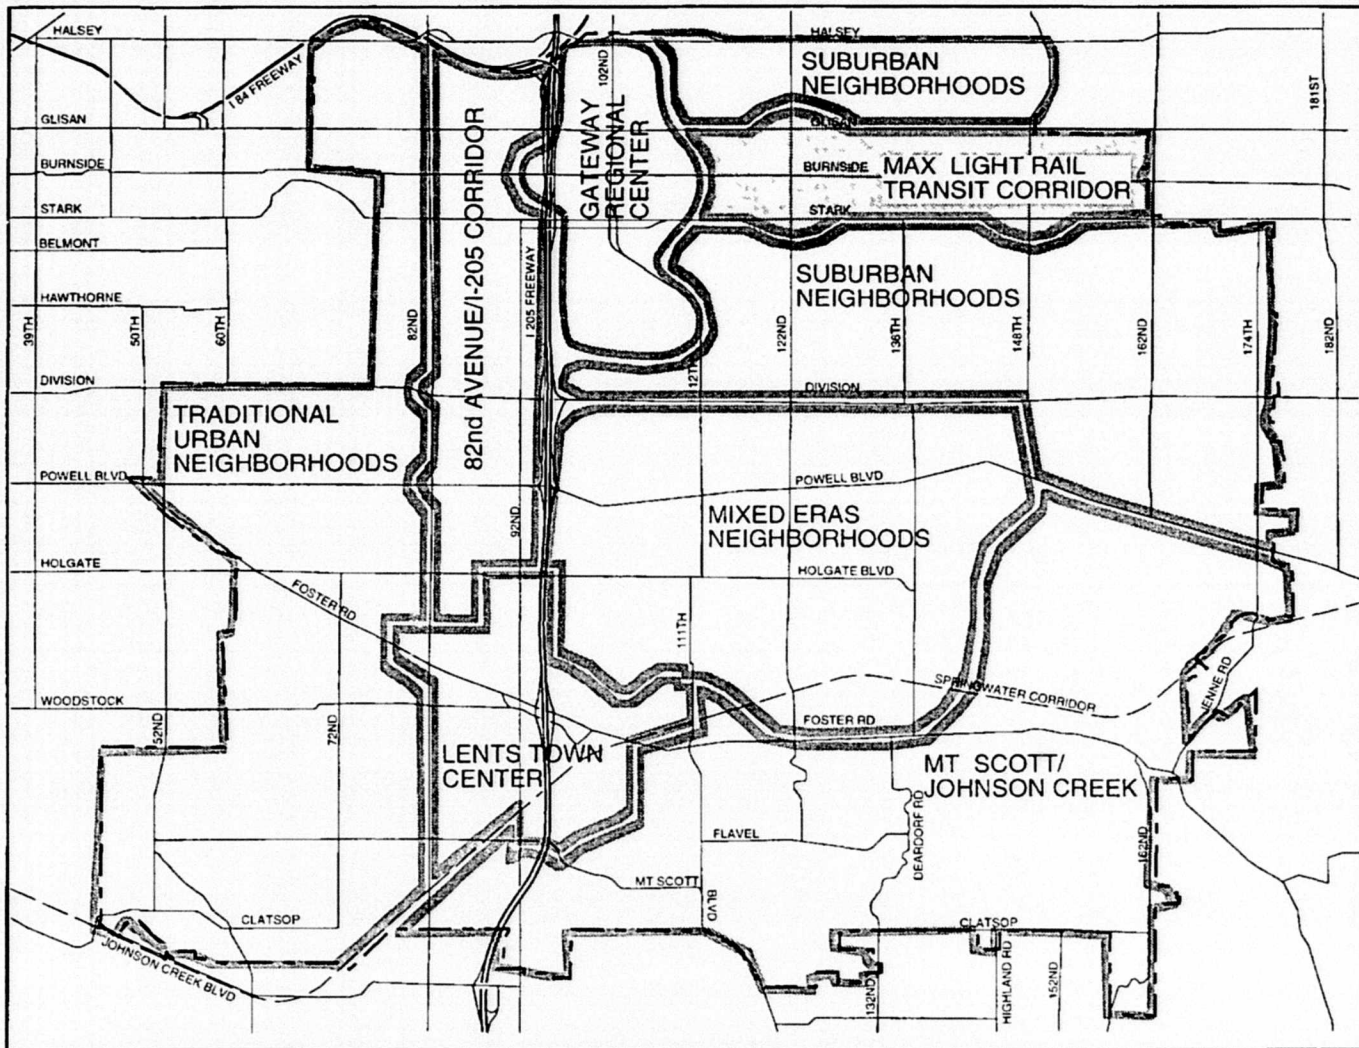 HALSEY
HALSEY
I 84 FREEWAY
102ND
SUBURBAN
NEIGHBORHOODS
181ST
GLISAN
GLISAN
82nd AVENUE/I-205 CORRIDOR
GATEWAY
REGIONAL
CENTER
BURNSIDE
BURNSIDE
MAX LIGHT RAIL
TRANSIT CORRIDOR
STARK
STARK
BELMONT
I 205 FREEWAY
SUBURBAN
NEIGHBORHOODS
HAWTHORNE
39TH
50TH
60TH
82ND
12TH
122ND
136TH
148TH
162ND
174TH
182ND
DIVISION
DIVISION
TRADITIONAL
URBAN
NEIGHBORHOODS
POWELL BLVD
POWELL BLVD
92ND
MIXED ERAS
NEIGHBORHOODS
HOLGATE
HOLGATE BLVD
FOSTER RD
111TH
JENNE RD
SPRINGWATER CORRIDOR
WOODSTOCK
52ND
72ND
FOSTER RD
LENTS TOWN
CENTER
MT SCOTT/
JOHNSON CREEK
DEARDORF RD
FLAVEL
162ND
MT SCOTT
BLVD
CLATSOP
CLATSOP
JOHNSON CREEK BLVD
132ND
HIGHLAND RD
152ND